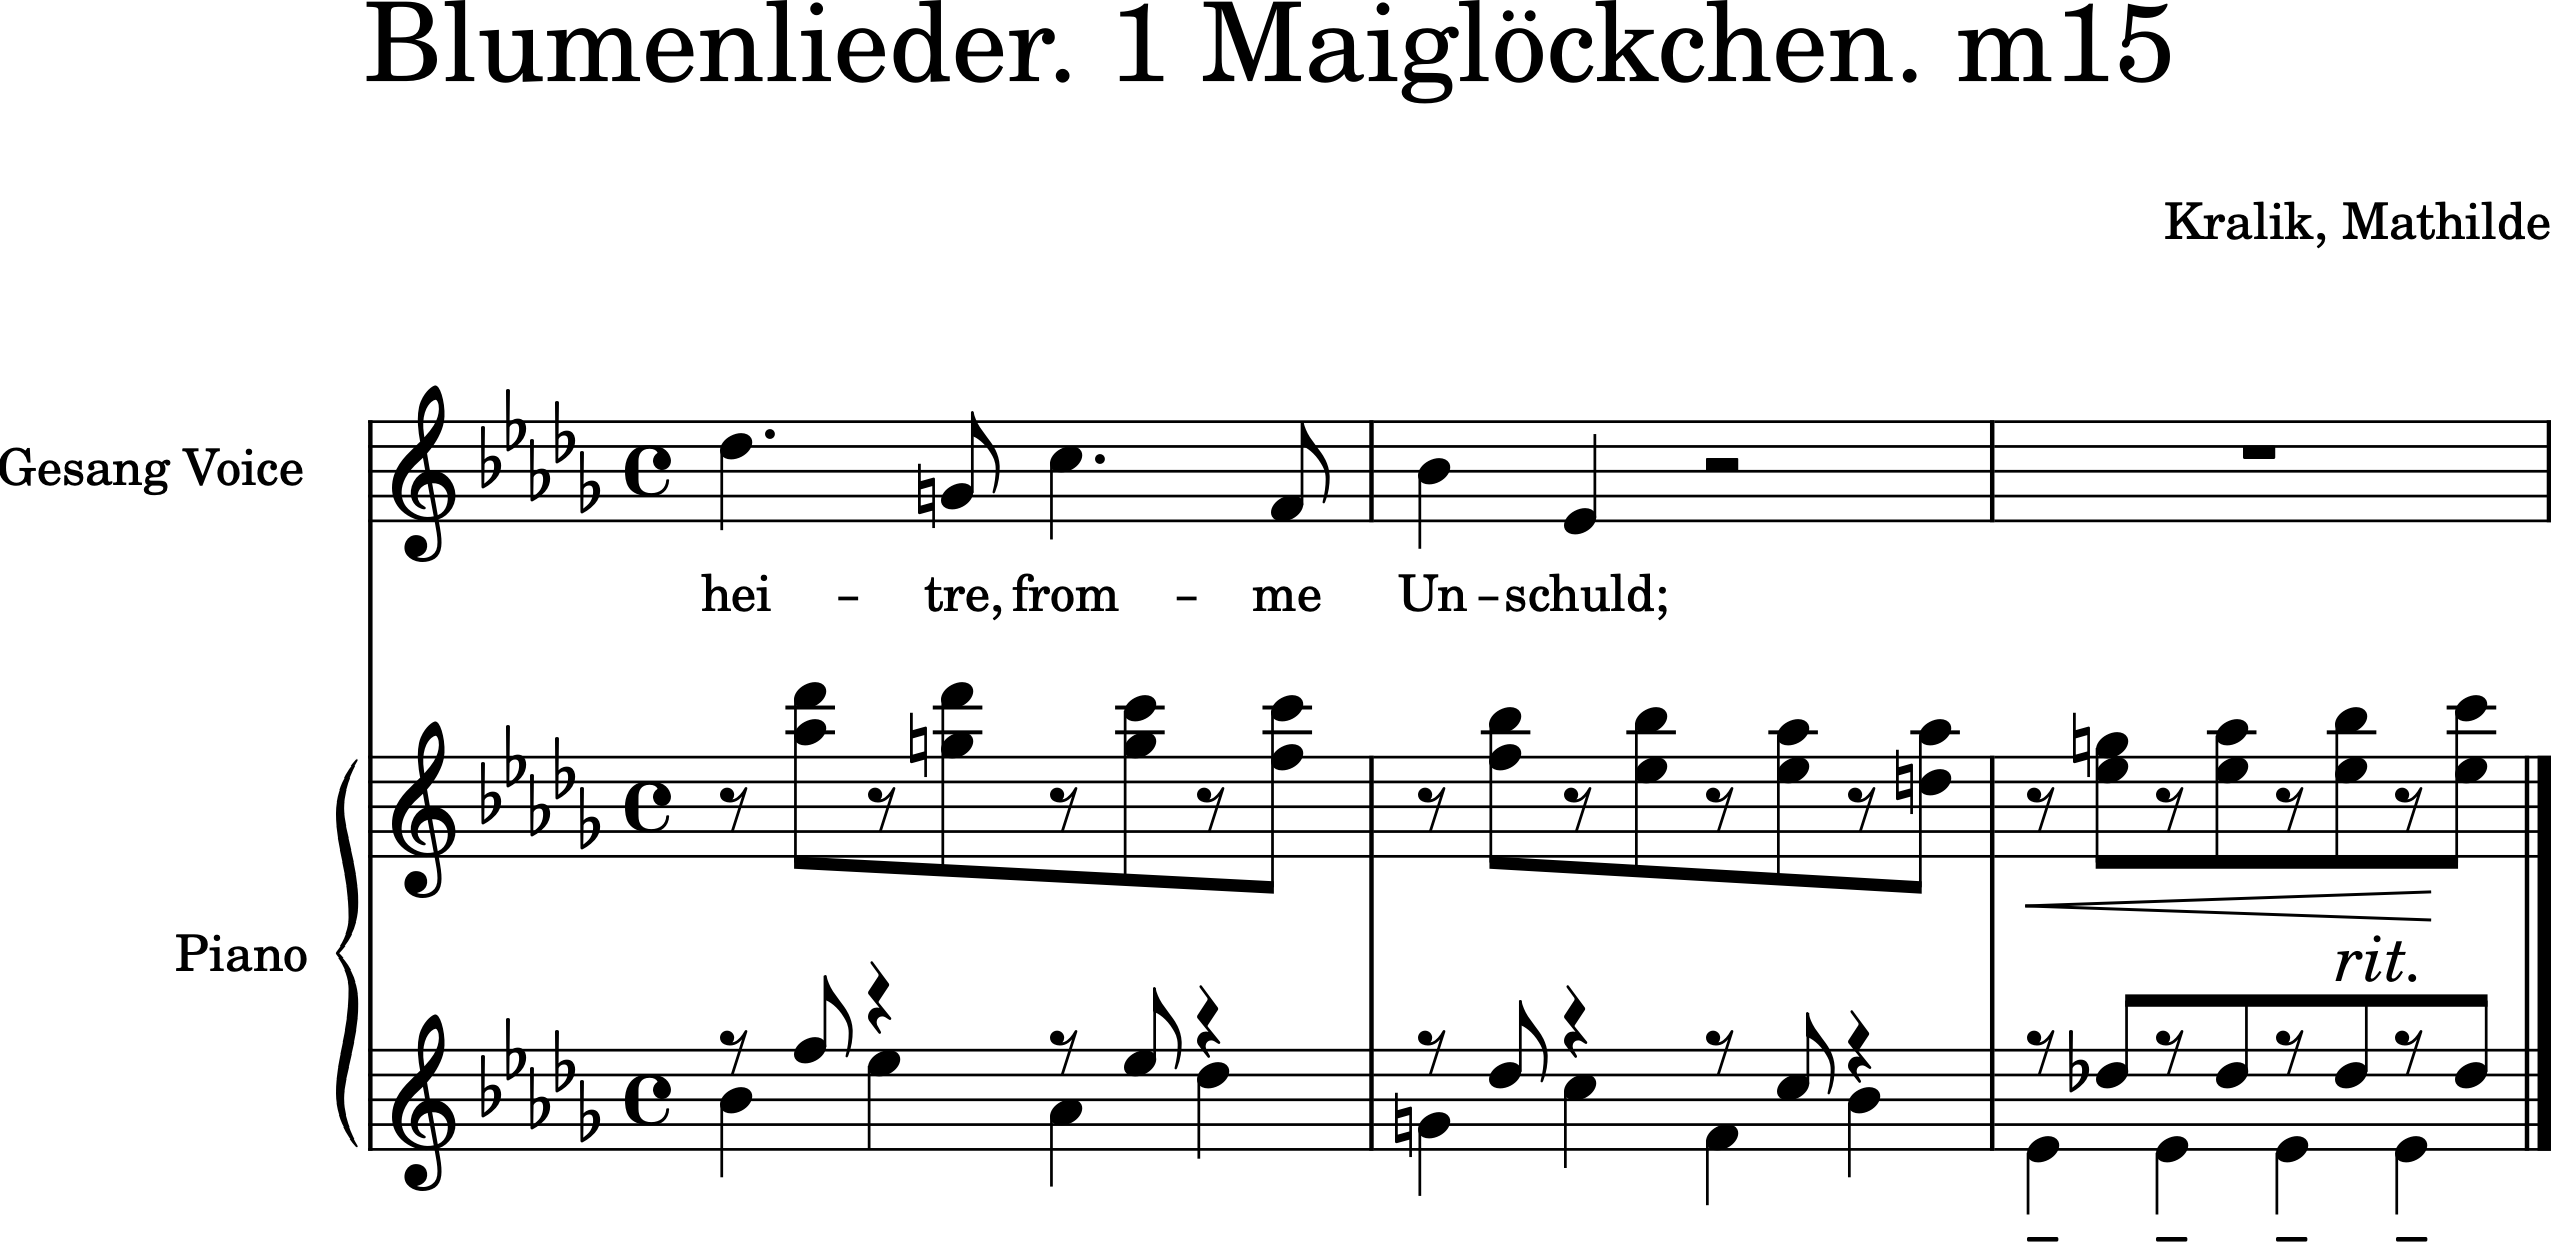 Blumenlieder. 1 Maiglöckchen. m15
Kralik, Mathilde
Gesang Voice
hei - tre, from - me Un - schuld;
Piano
rit.